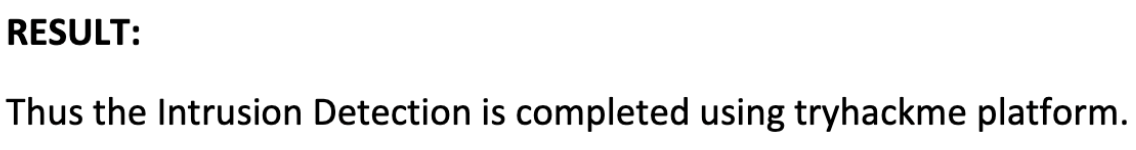 RESULT:
Thus the Intrusion Detection is completed using tryhackme platform.